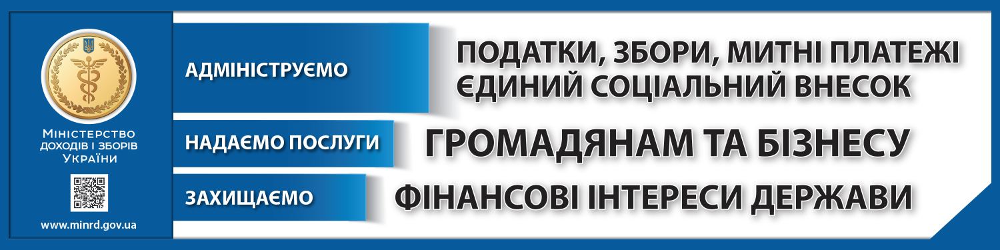 МІНІСТЕРСТВО
ДОХОДІВ І ЗБОРІВ
УКРАЇНИ
www.minrd.gov.ua
АДМІНІСТРУЄМО
ПОДАТКИ, ЗБОРИ, МИТНІ ПЛАТЕЖІ
ЄДИНИЙ СОЦІАЛЬНИЙ ВНЕСОК
НАДАЄМО ПОСЛУГИ
ГРОМАДЯНАМ ТА БІЗНЕСУ
ЗАХИЩАЄМО
ФІНАНСОВІ ІНТЕРЕСИ ДЕРЖАВИ